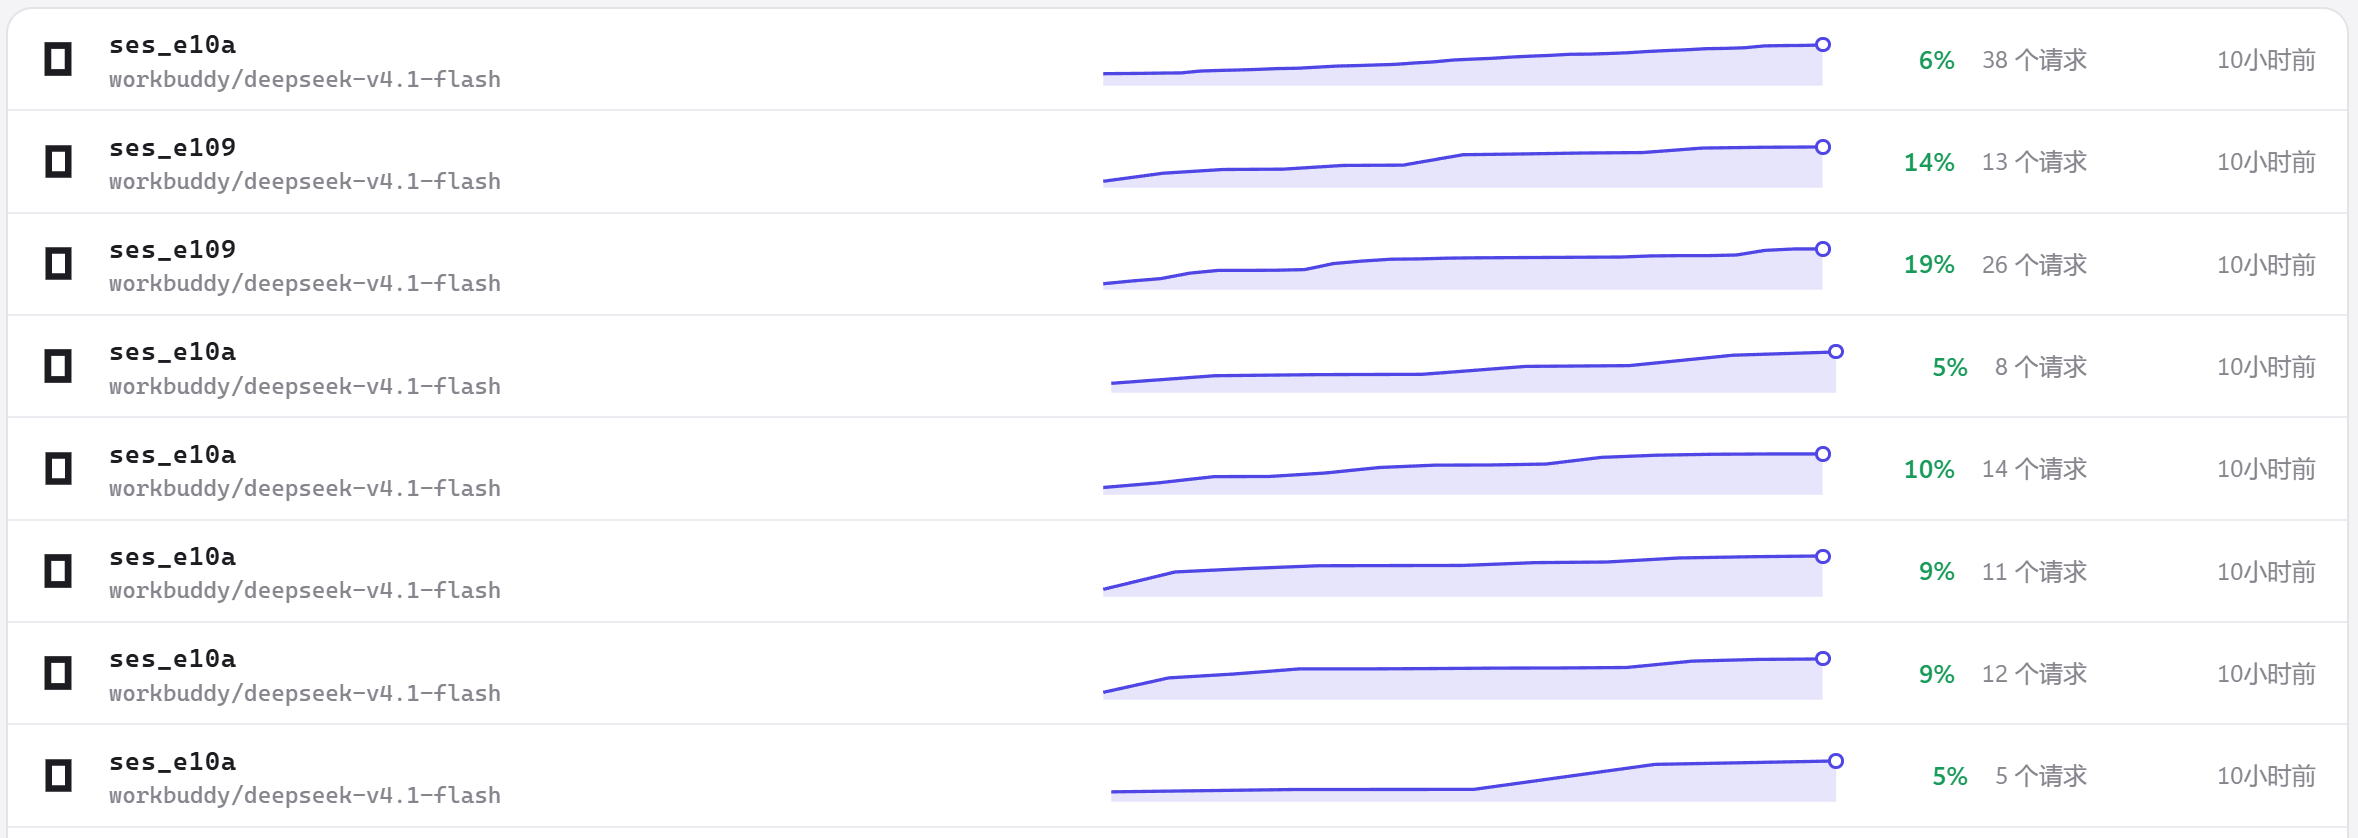 ses_e10a
workbuddy/deepseek-v4.1-flash
6% 38 个请求 10小时前
ses_e109
workbuddy/deepseek-v4.1-flash
14% 13 个请求 10小时前
ses_e109
workbuddy/deepseek-v4.1-flash
19% 26 个请求 10小时前
ses_e10a
workbuddy/deepseek-v4.1-flash
5% 8 个请求 10小时前
ses_e10a
workbuddy/deepseek-v4.1-flash
10% 14 个请求 10小时前
ses_e10a
workbuddy/deepseek-v4.1-flash
9% 11 个请求 10小时前
ses_e10a
workbuddy/deepseek-v4.1-flash
9% 12 个请求 10小时前
ses_e10a
workbuddy/deepseek-v4.1-flash
5% 5 个请求 10小时前